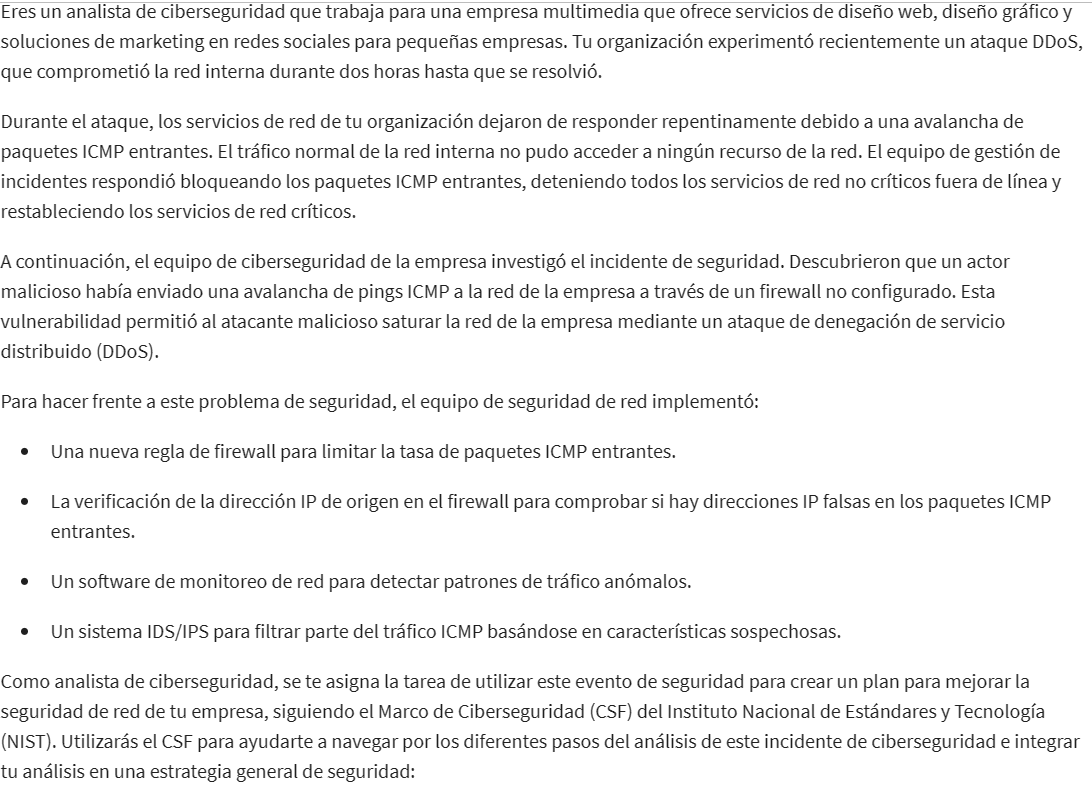 Eres un analista de ciberseguridad que trabaja para una empresa multimedia que ofrece servicios de diseño web, diseño gráfico y
soluciones de marketing en redes sociales para pequeñas empresas. Tu organización experimentó recientemente un ataque DDoS,
que comprometió la red interna durante dos horas hasta que se resolvió.
Durante el ataque, los servicios de red de tu organización dejaron de responder repentinamente debido a una avalancha de
paquetes ICMP entrantes. El tráfico normal de la red interna no pudo acceder a ningún recurso de la red. El equipo de gestión de
incidentes respondió bloqueando los paquetes ICMP entrantes, deteniendo todos los servicios de red no críticos fuera de línea y
restableciendo los servicios de red críticos.
A continuación, el equipo de ciberseguridad de la empresa investigó el incidente de seguridad. Descubrieron que un actor
malicioso había enviado una avalancha de pings ICMP a la red de la empresa a través de un firewall no configurado. Esta
vulnerabilidad permitió al atacante malicioso saturar la red de la empresa mediante un ataque de denegación de servicio
distribuido (DDoS).
Para hacer frente a este problema de seguridad, el equipo de seguridad de red implementó:
• Una nueva regla de firewall para limitar la tasa de paquetes ICMP entrantes.
• La verificación de la dirección IP de origen en el firewall para comprobar si hay direcciones IP falsas en los paquetes ICMP
entrantes.
• Un software de monitoreo de red para detectar patrones de tráfico anómalos.
• Un sistema IDS/IPS para filtrar parte del tráfico ICMP basándose en características sospechosas.
Como analista de ciberseguridad, se te asigna la tarea de utilizar este evento de seguridad para crear un plan para mejorar la
seguridad de red de tu empresa, siguiendo el Marco de Ciberseguridad (CSF) del Instituto Nacional de Estándares y Tecnología
(NIST). Utilizarás el CSF para ayudarte a navegar por los diferentes pasos del análisis de este incidente de ciberseguridad e integrar
tu análisis en una estrategia general de seguridad: